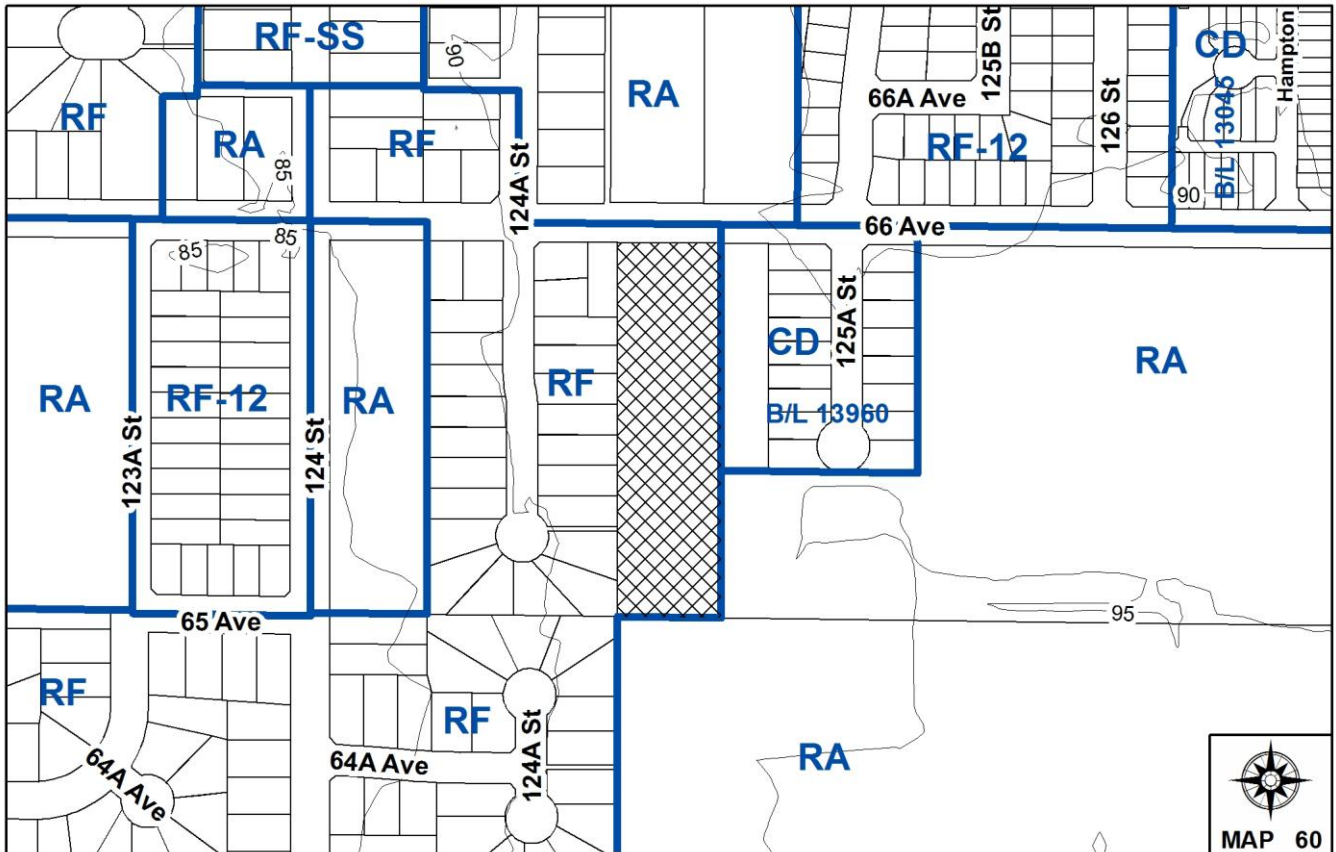 RF-SS
90
125B St
CD
Hampton
RF
RA
RF
RA
66A Ave
RF-12
126 St
B/L 13045
85
124A St
90
85
66 Ave
85
125A St
RA
RF-12
RA
RF
CD
RA
B/L 13960
123A St
124 St
65 Ave
95
RF
RF
RA
64A Ave
64A Ave
124A St
MAP 60